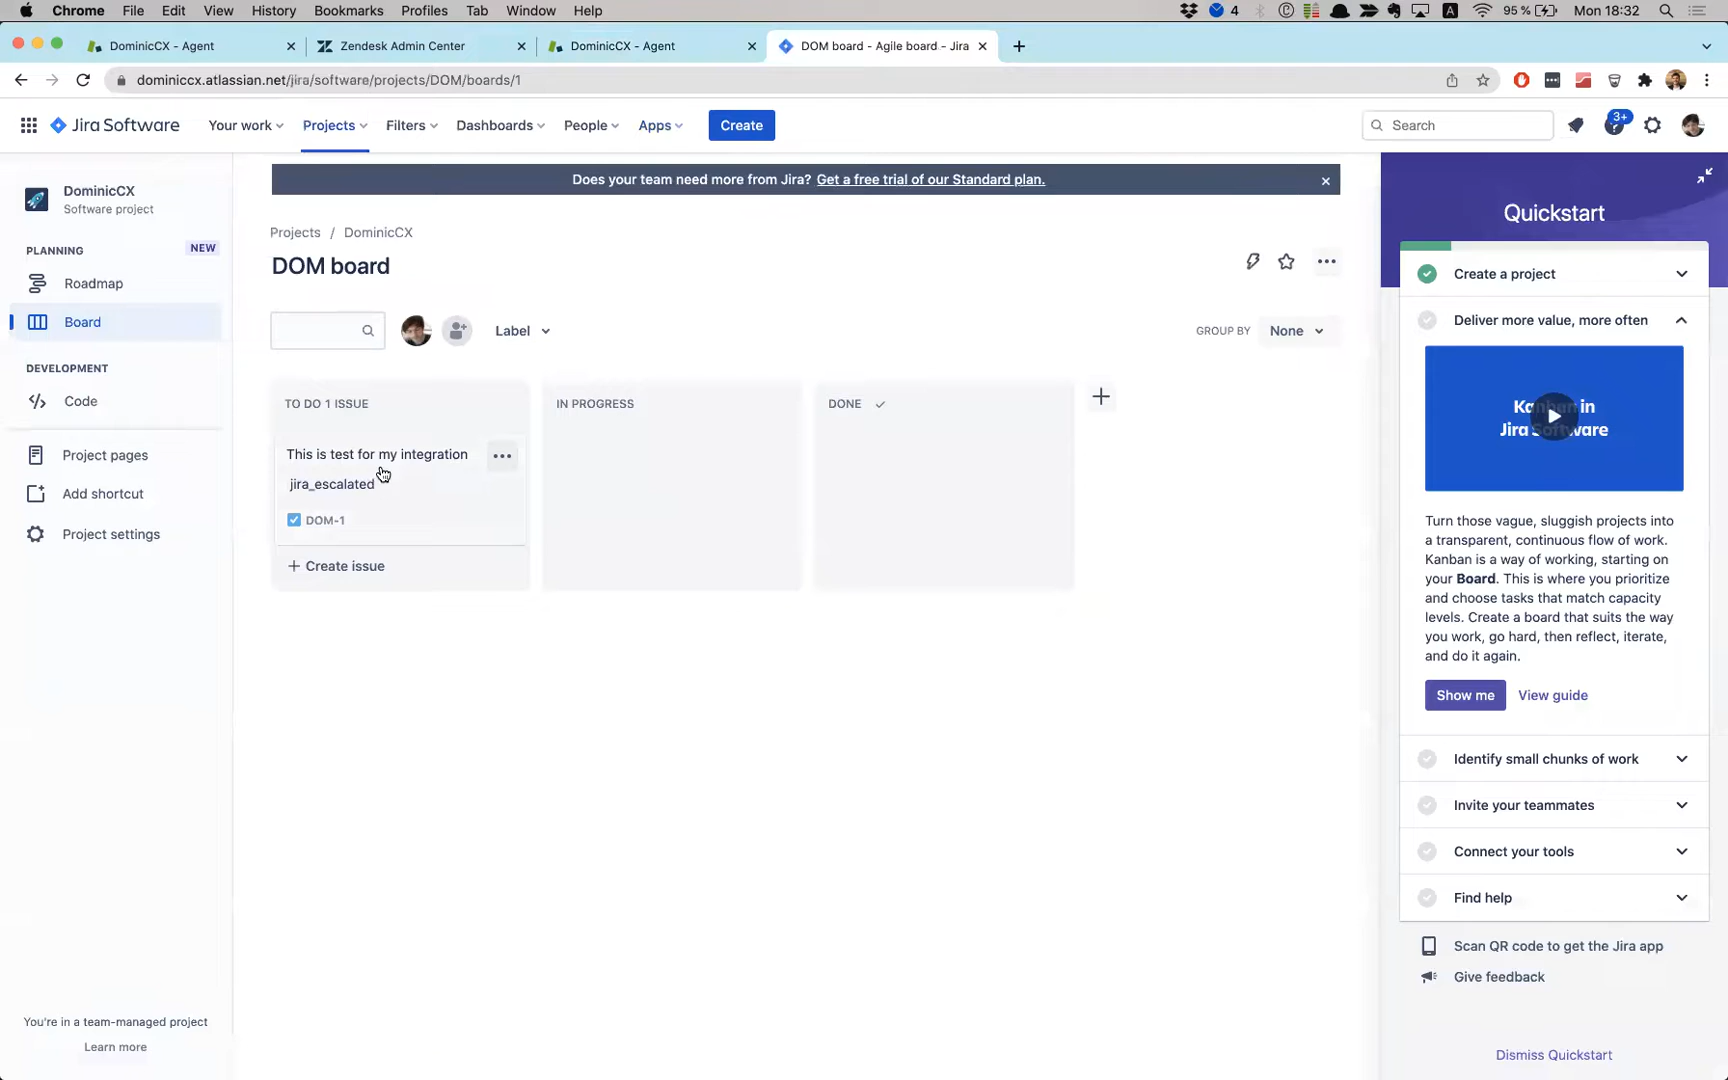 Chrome File Edit View History Bookmarks Profiles Tab Window Help 4 A 95 % Mon 18:32
DominicCX - Agent Zendesk Admin Center DominicCX - Agent DOM board - Agile board - Jira
dominiccx.atlassian.net/jira/software/projects/DOM/boards/1
Jira Software Your work Projects Filters Dashboards People Apps Create Search 3+
DominicCX
Software project
PLANNING NEW
Roadmap
Board
DEVELOPMENT
Code
Project pages
Add shortcut
Project settings
You're in a team-managed project
Learn more
Does your team need more from Jira? Get a free trial of our Standard plan.
Projects / DominicCX
DOM board
Label GROUP BY None
TO DO 1 ISSUE IN PROGRESS DONE
This is test for my integration
jira_escalated
DOM-1
+ Create issue
Quickstart
Create a project
Deliver more value, more often
Kanban in
Jira Software
Turn those vague, sluggish projects into
a transparent, continuous flow of work.
Kanban is a way of working, starting on
your Board. This is where you prioritize
and choose tasks that match capacity
levels. Create a board that suits the way
you work, go hard, then reflect, iterate,
and do it again.
Show me View guide
Identify small chunks of work
Invite your teammates
Connect your tools
Find help
Scan QR code to get the Jira app
Give feedback
Dismiss Quickstart